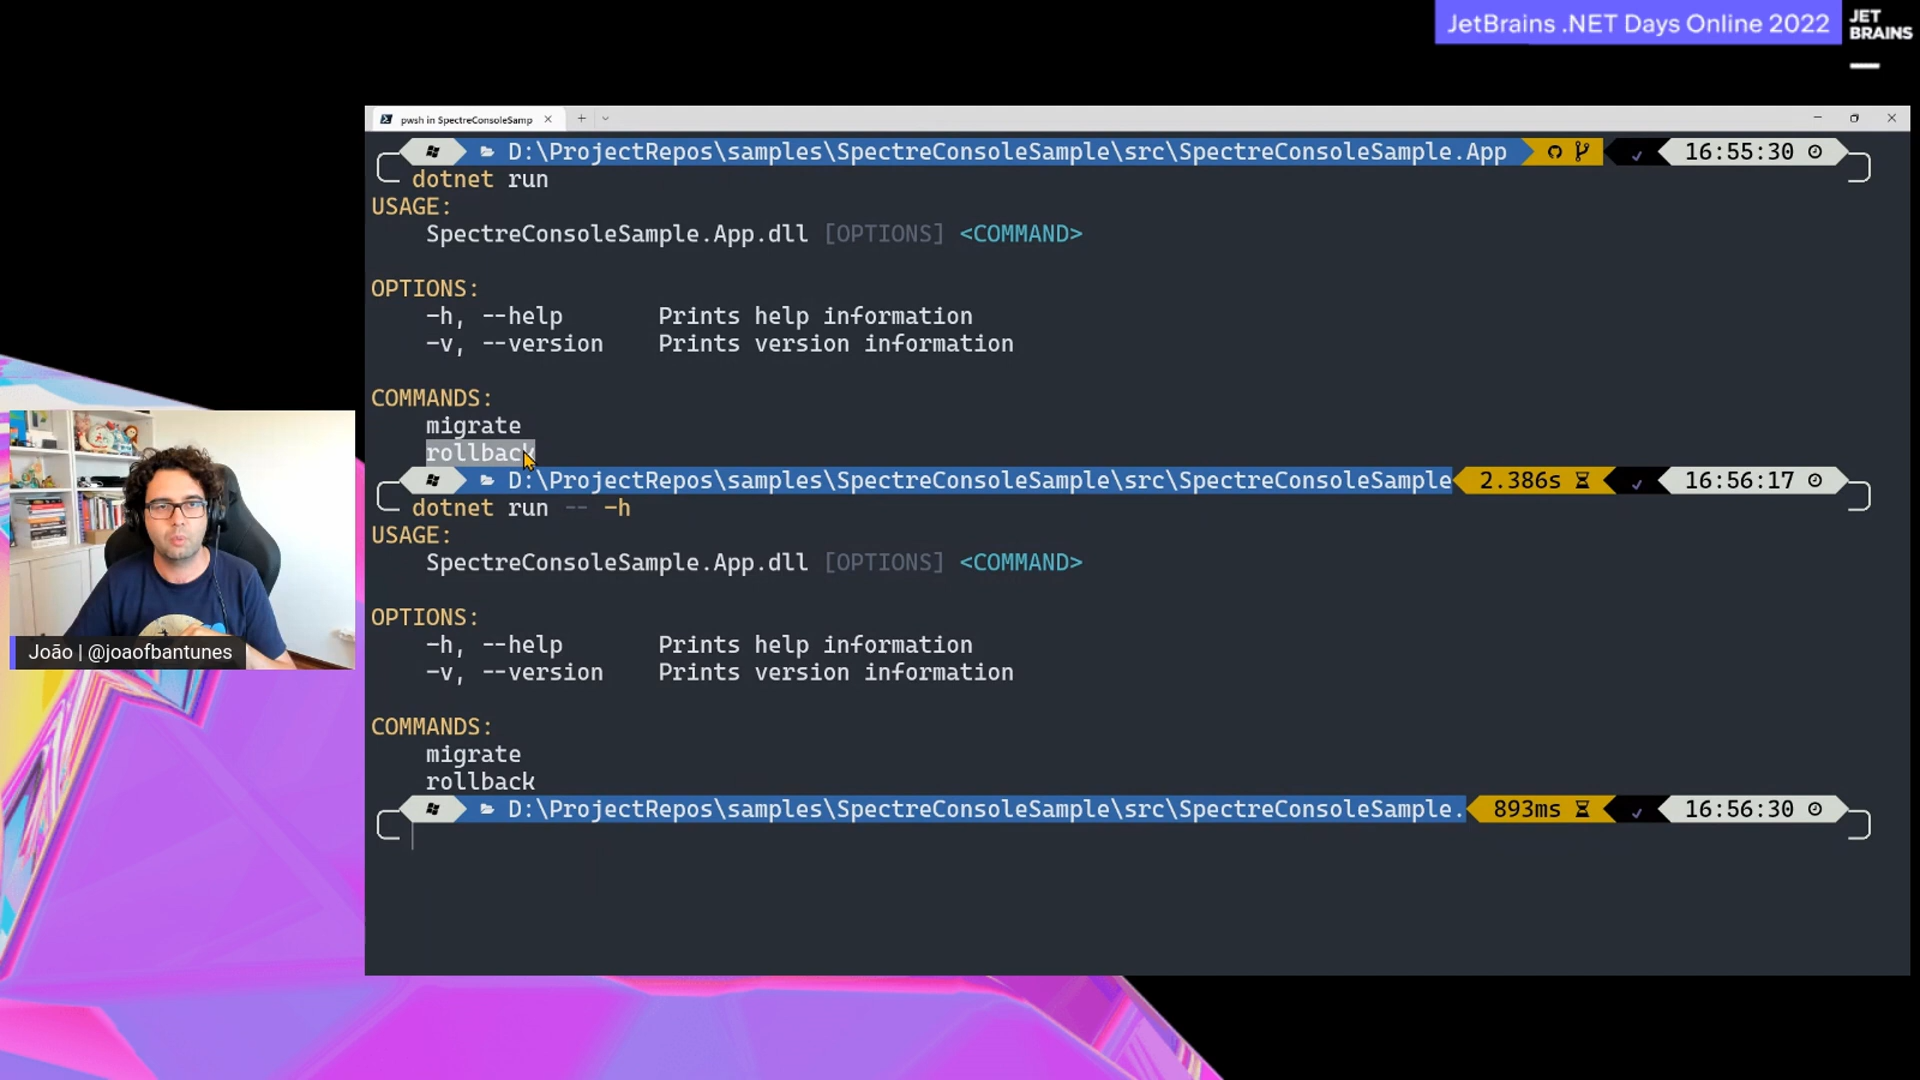 JetBrains .NET Days Online 2022
JET
BRAINS
pwsh in SpectreConsoleSamp
D:\ProjectRepos\samples\SpectreConsoleSample\src\SpectreConsoleSample.App 16:55:30
dotnet run
USAGE:
SpectreConsoleSample.App.dll [OPTIONS] <COMMAND>
OPTIONS:
-h, --help Prints help information
-v, --version Prints version information
COMMANDS:
migrate
rollback
D:\ProjectRepos\samples\SpectreConsoleSample\src\SpectreConsoleSample 2.386s 16:56:17
dotnet run -- -h
USAGE:
SpectreConsoleSample.App.dll [OPTIONS] <COMMAND>
OPTIONS:
-h, --help Prints help information
-v, --version Prints version information
COMMANDS:
migrate
rollback
D:\ProjectRepos\samples\SpectreConsoleSample\src\SpectreConsoleSample. 893ms 16:56:30
João | @joaofbantunes